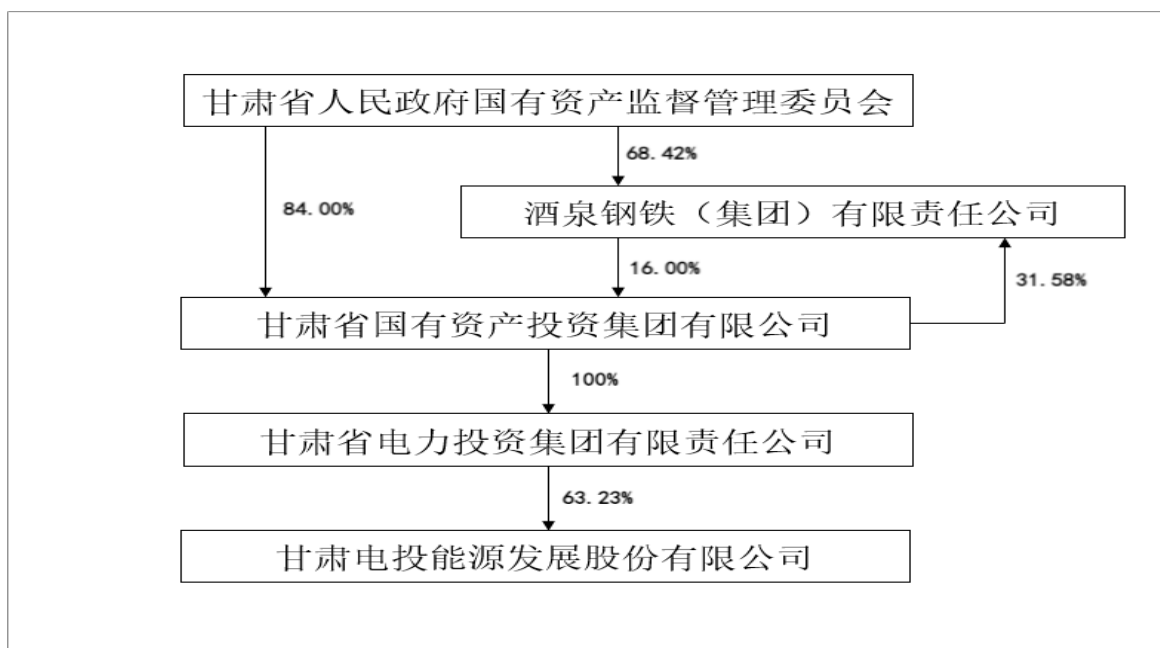 甘肃省人民政府国有资产监督管理委员会
68.42%
84.00%
酒泉钢铁（集团）有限责任公司
16.00%
31.58%
甘肃省国有资产投资集团有限公司
100%
甘肃省电力投资集团有限责任公司
63.23%
甘肃电投能源发展股份有限公司